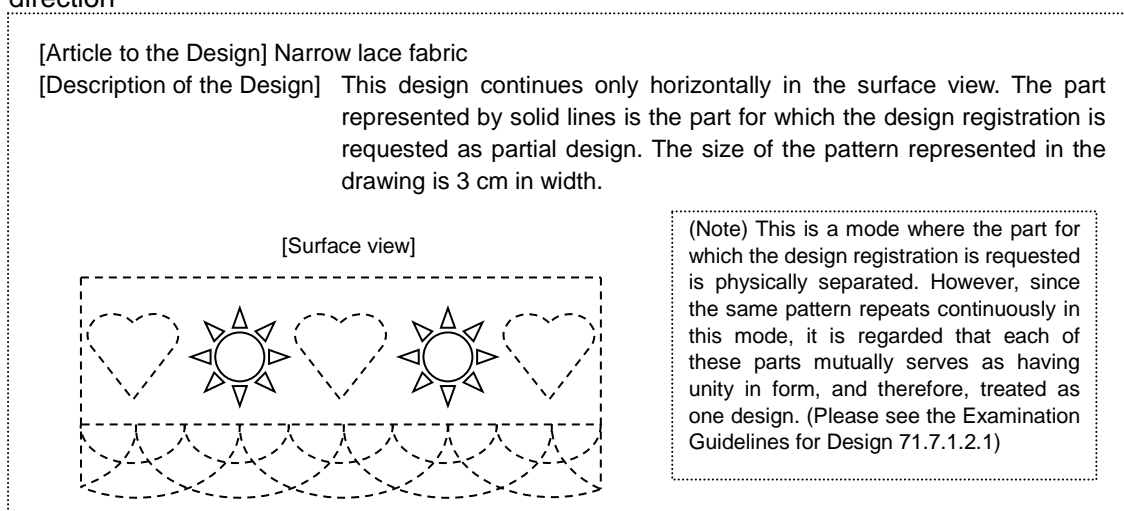 direction
[Article to the Design] Narrow lace fabric
[Description of the Design] This design continues only horizontally in the surface view. The part
represented by solid lines is the part for which the design registration is
requested as partial design. The size of the pattern represented in the
drawing is 3 cm in width.
[Surface view]
(Note) This is a mode where the part for
which the design registration is requested
is physically separated. However, since
the same pattern repeats continuously in
this mode, it is regarded that each of
these parts mutually serves as having
unity in form, and therefore, treated as
one design. (Please see the Examination
Guidelines for Design 71.7.1.2.1)